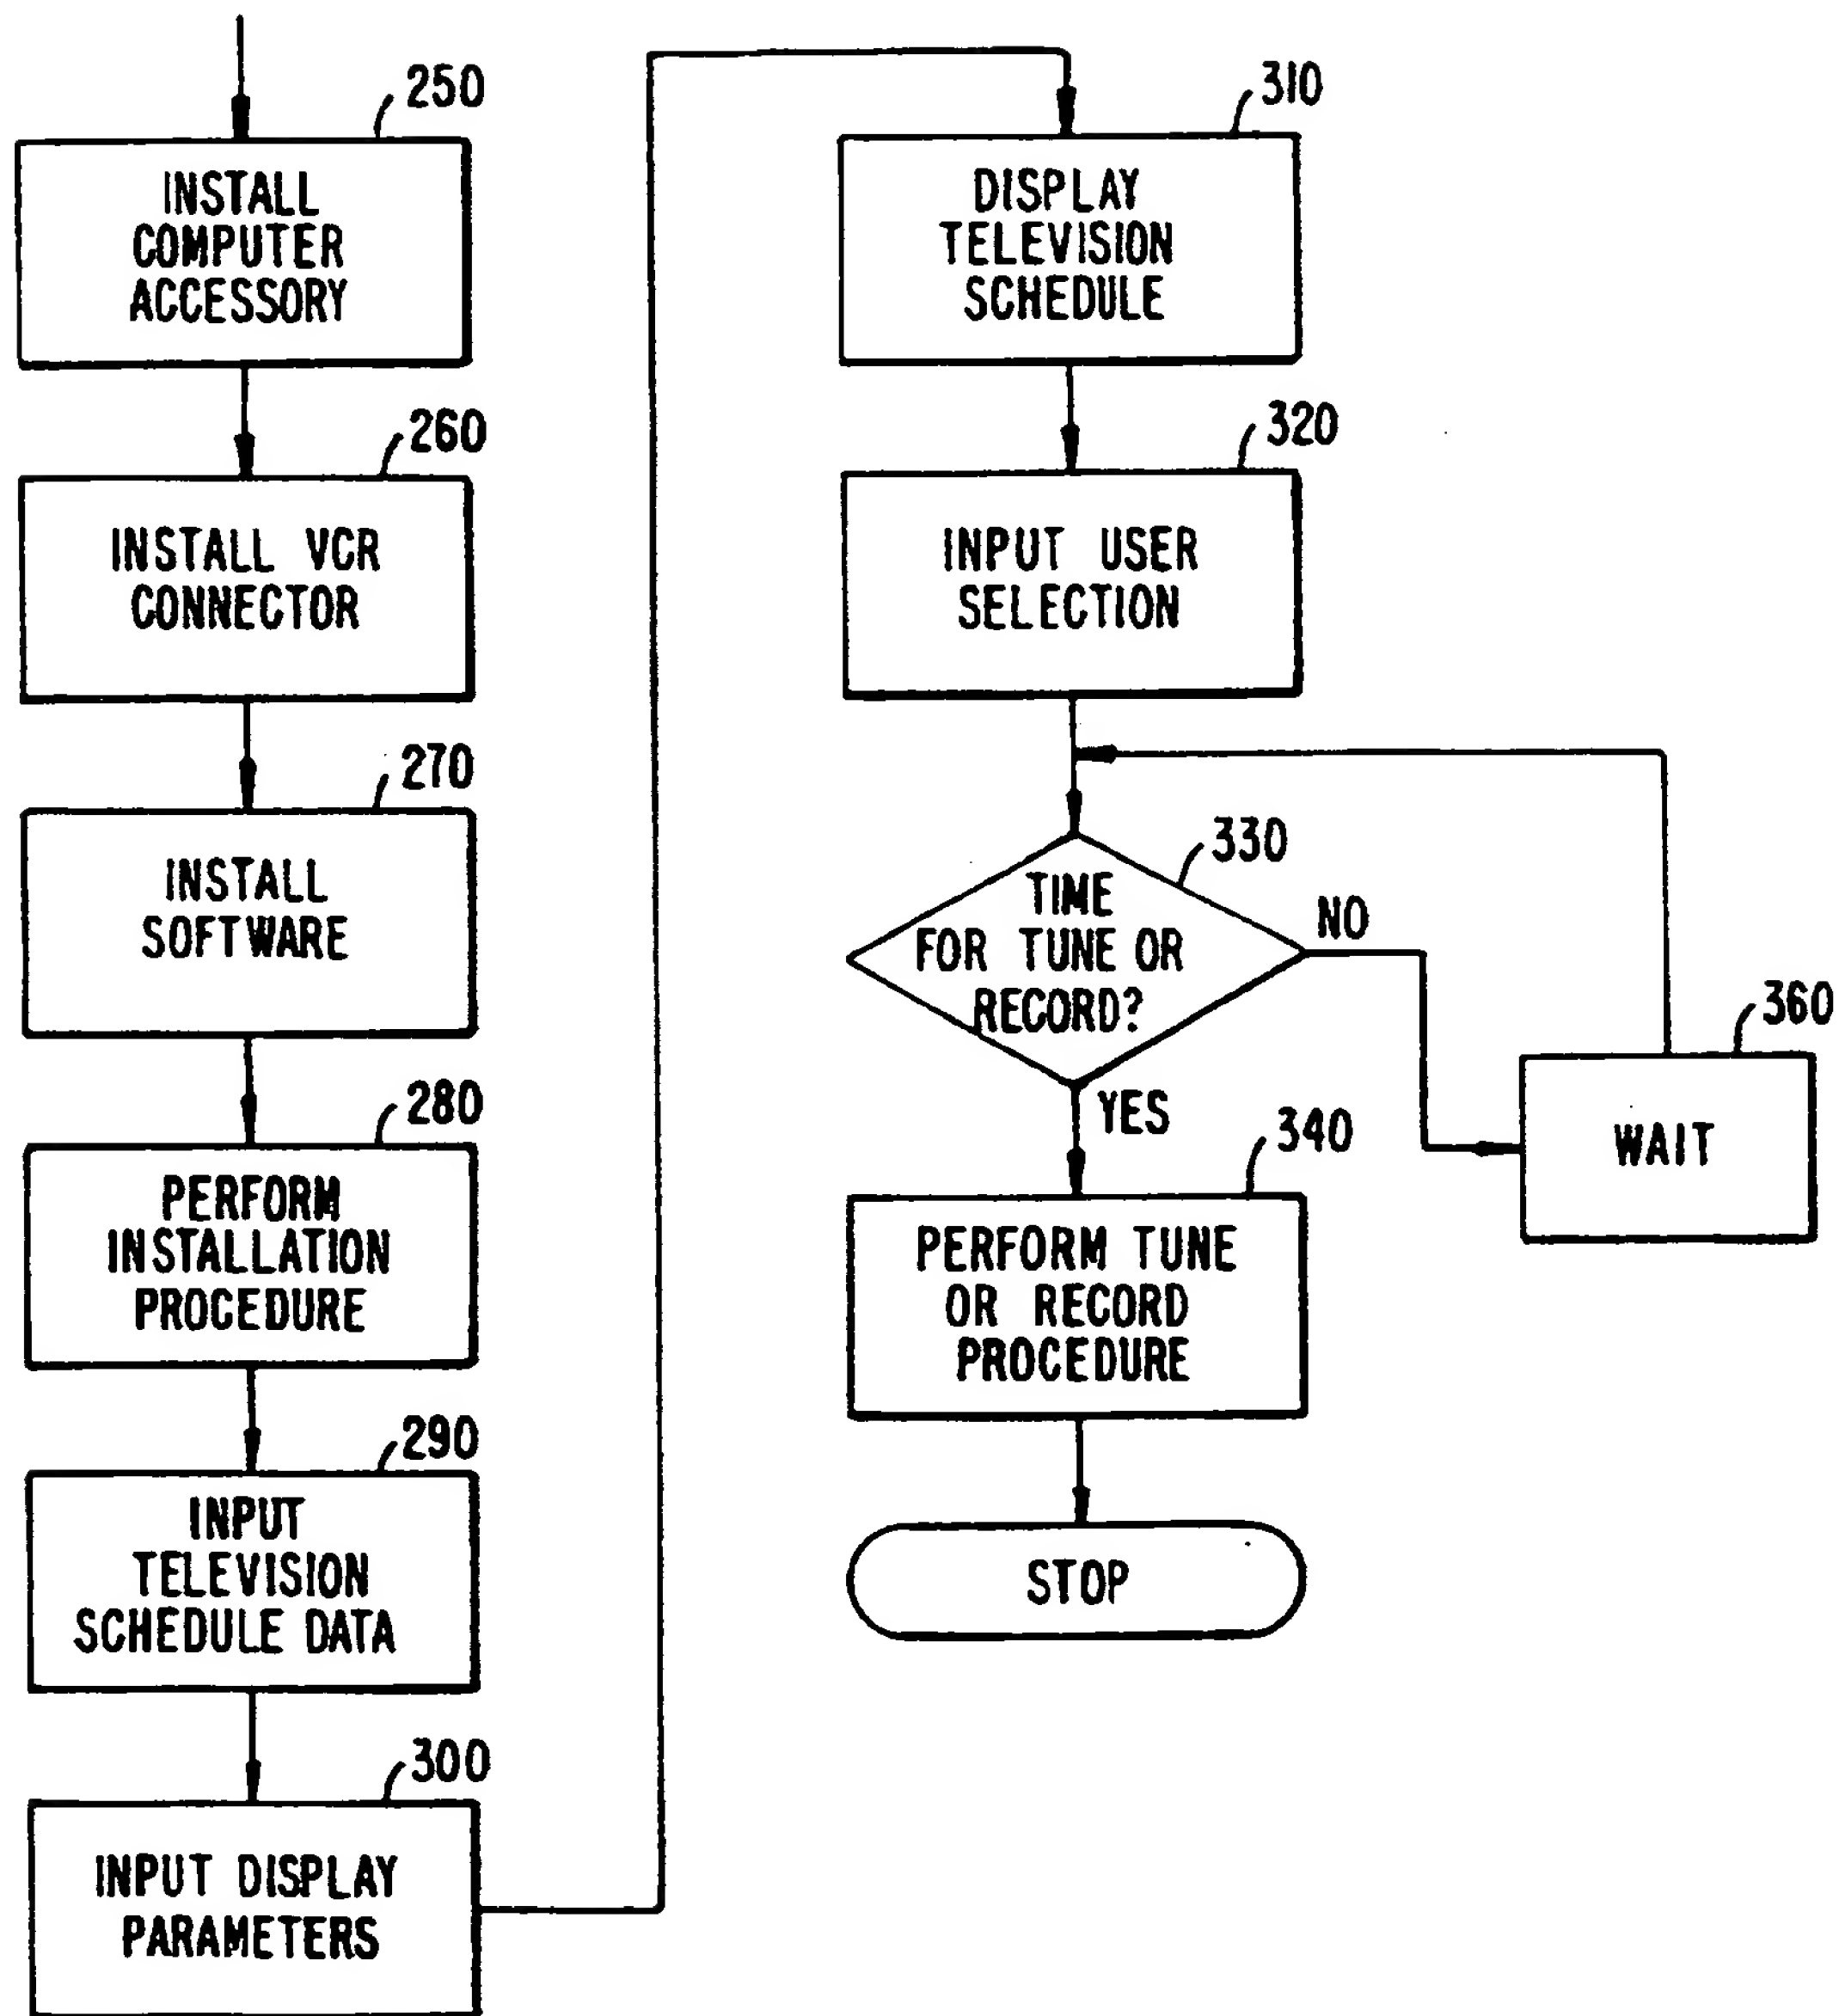 250
INSTALL
COMPUTER
ACCESSORY
260
INSTALL VCR
CONNECTOR
270
INSTALL
SOFTWARE
280
PERFORM
INSTALLATION
PROCEDURE
290
INPUT
TELEVISION
SCHEDULE DATA
300
INPUT DISPLAY
PARAMETERS
310
DISPLAY
TELEVISION
SCHEDULE
320
INPUT USER
SELECTION
330
TIME
FOR TUNE OR
RECORD?
NO
YES
360
WAIT
340
PERFORM TUNE
OR RECORD
PROCEDURE
STOP